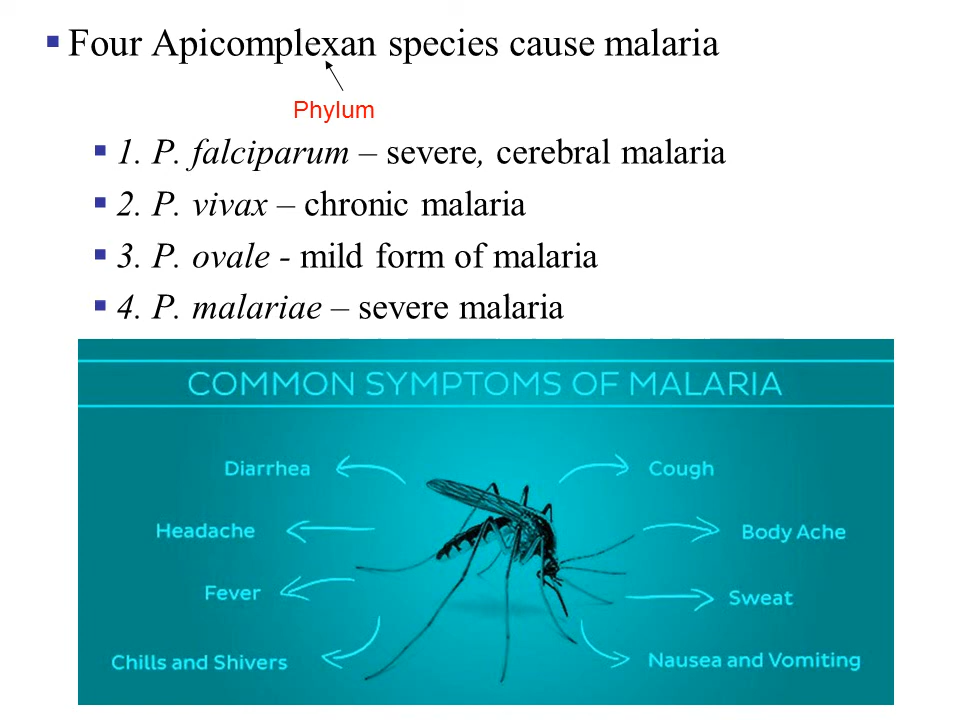 ▪ Four Apicomplexan species cause malaria
Phylum
▪ 1. P. falciparum – severe, cerebral malaria
▪ 2. P. vivax – chronic malaria
▪ 3. P. ovale - mild form of malaria
▪ 4. P. malariae – severe malaria
COMMON SYMPTOMS OF MALARIA
Diarrhea
Cough
Headache
Body Ache
Fever
Sweat
Chills and Shivers
Nausea and Vomiting